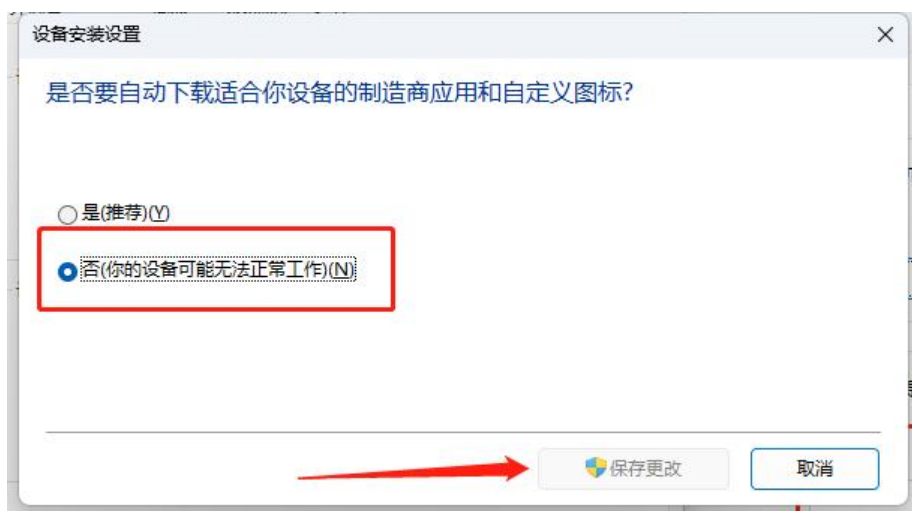 设备安装设置
是否要自动下载适合你设备的制造商应用和自定义图标?
是(推荐)(Y)
否(你的设备可能无法正常工作)(N)
保存更改
取消